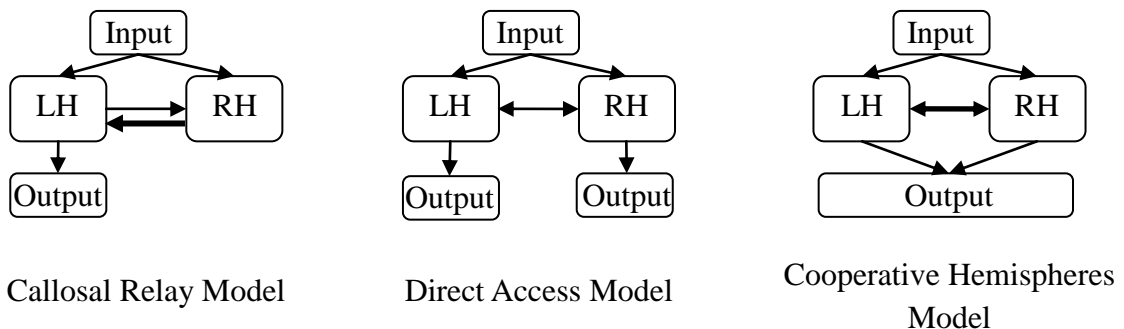 Input
LH
RH
Output
Callosal Relay Model
Input
LH
RH
Output
Output
Direct Access Model
Input
LH
RH
Output
Cooperative Hemispheres
Model